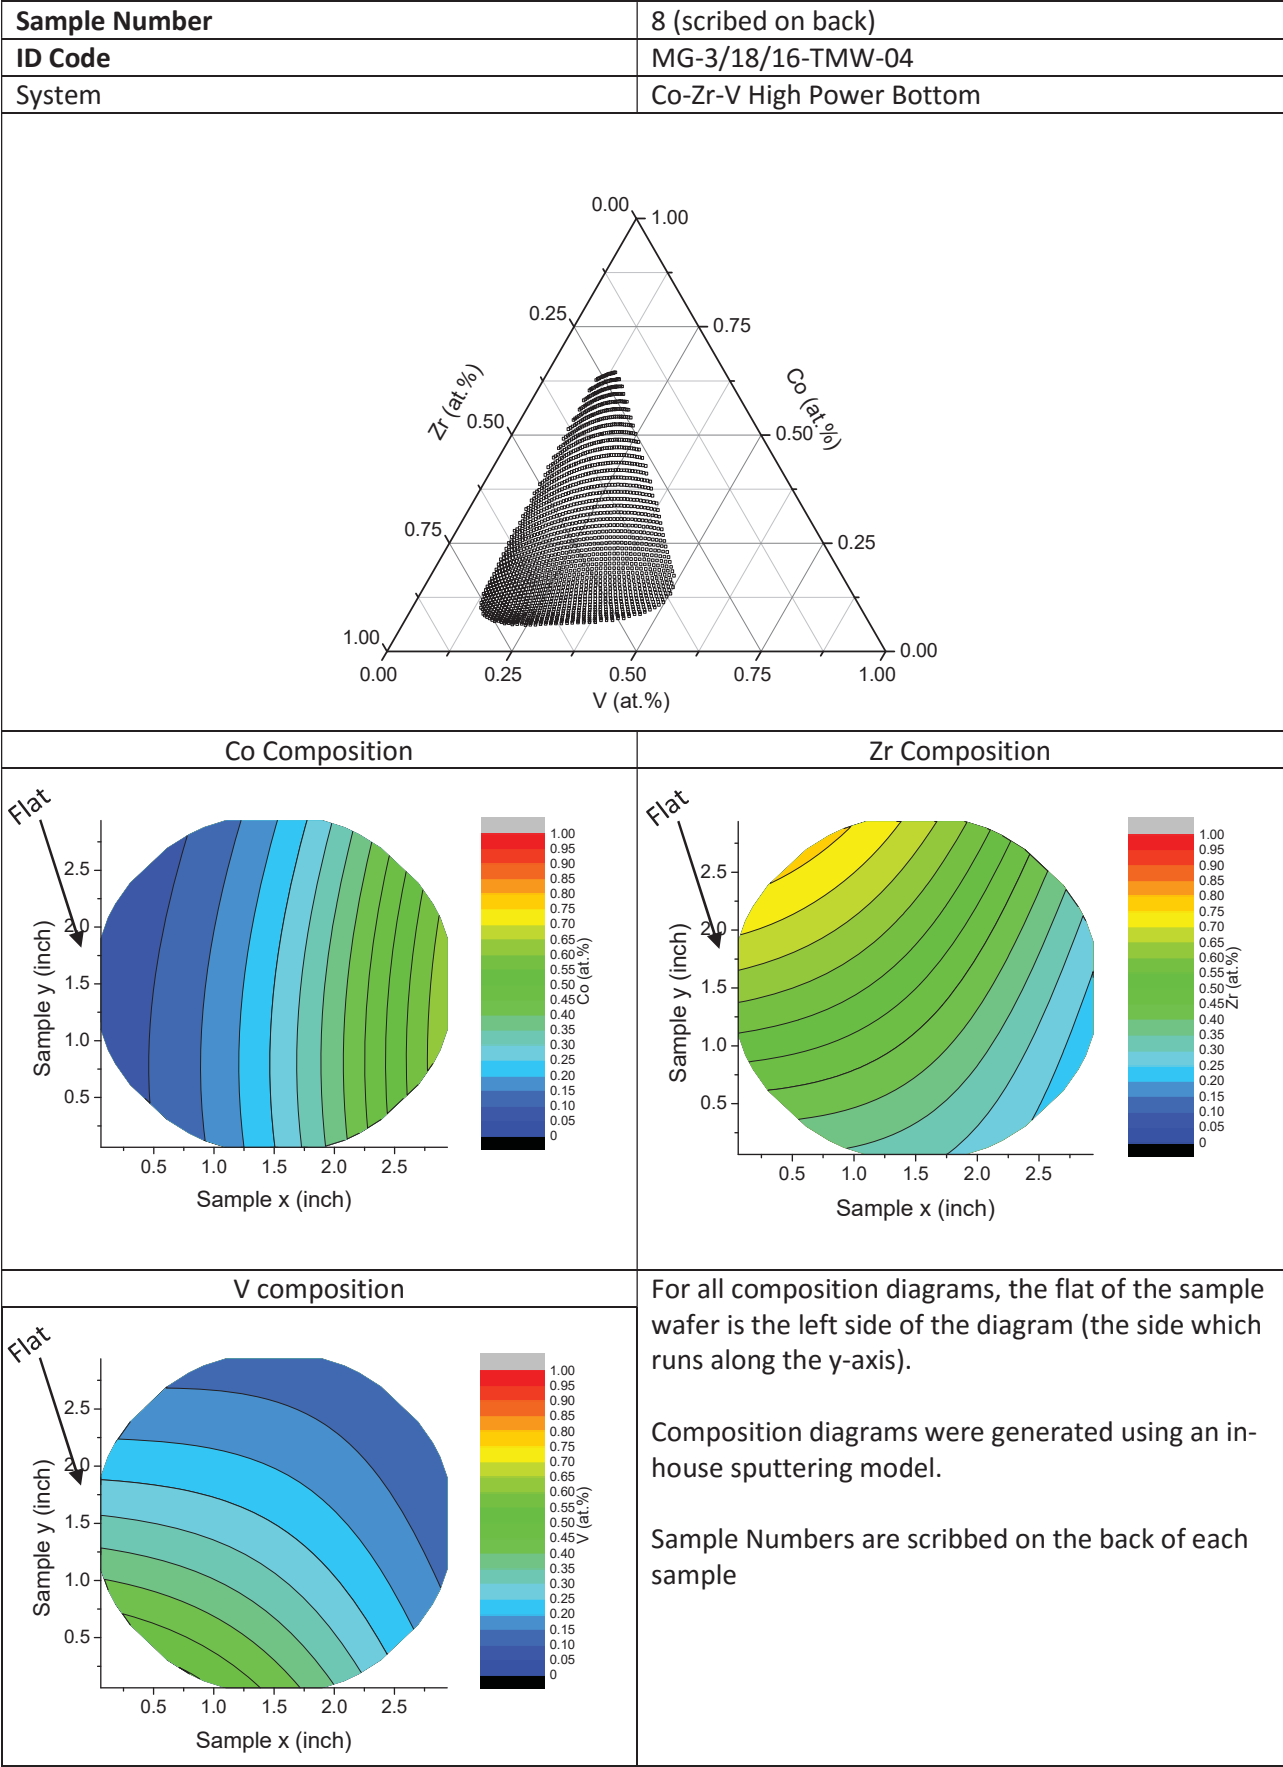 Sample Number 8 (scribed on back)
ID Code MG-3/18/16-TMW-04
System Co-Zr-V High Power Bottom
0.00 1.00
0.25 0.75
Zr (at.%) Co (at.%)
0.50 0.50
0.75 0.25
1.00 0.00
0.00 0.25 0.50 0.75 1.00
V (at.%)
Co Composition
Flat
2.5
2.0
1.5
1.0
0.5
Sample y (inch)
0.5 1.0 1.5 2.0 2.5
Sample x (inch)
1.00
0.95
0.90
0.85
0.80
0.75
0.70
0.65
0.60
0.55
0.50
0.45
0.40
0.35
0.30
0.25
0.20
0.15
0.10
0.05
0
Co (at.%)
Zr Composition
Flat
2.5
2.0
1.5
1.0
0.5
Sample y (inch)
0.5 1.0 1.5 2.0 2.5
Sample x (inch)
1.00
0.95
0.90
0.85
0.80
0.75
0.70
0.65
0.60
0.55
0.50
0.45
0.40
0.35
0.30
0.25
0.20
0.15
0.10
0.05
0
Zr (at.%)
V composition
Flat
2.5
2.0
1.5
1.0
0.5
Sample y (inch)
0.5 1.0 1.5 2.0 2.5
Sample x (inch)
1.00
0.95
0.90
0.85
0.80
0.75
0.70
0.65
0.60
0.55
0.50
0.45
0.40
0.35
0.30
0.25
0.20
0.15
0.10
0.05
0
V (at.%)
For all composition diagrams, the flat of the sample
wafer is the left side of the diagram (the side which
runs along the y-axis).
Composition diagrams were generated using an in-
house sputtering model.
Sample Numbers are scribbed on the back of each
sample